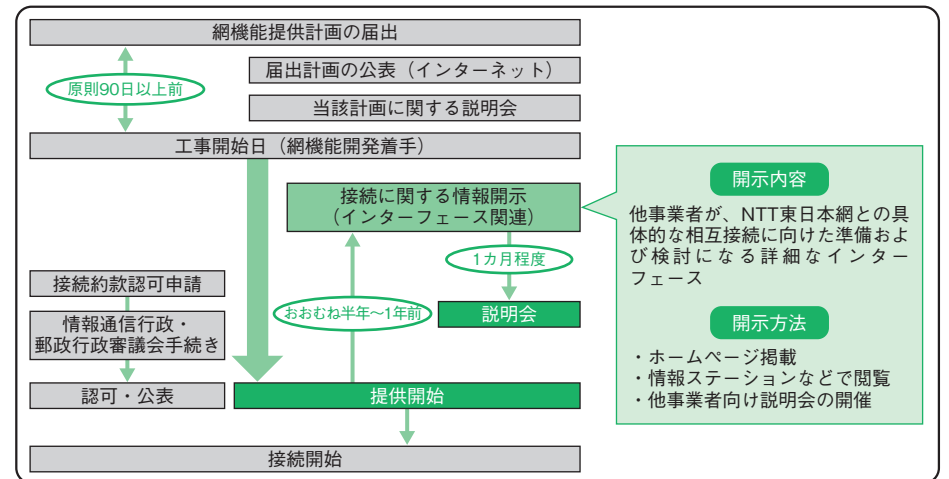 網機能提供計画の届出
届出計画の公表（インターネット）
原則90日以上前
当該計画に関する説明会
工事開始日（網機能開発着手）
接続に関する情報開示
（インターフェース関連）
1カ月程度
接続約款認可申請
おおむね半年～1年前
説明会
情報通信行政・
郵政行政審議会手続き
認可・公表
提供開始
接続開始
開示内容
他事業者が、NTT東日本網との具
体的な相互接続に向けた準備およ
び検討になる詳細なインター
フェース
開示方法
・ホームページ掲載
・情報ステーションなどで閲覧
・他事業者向け説明会の開催